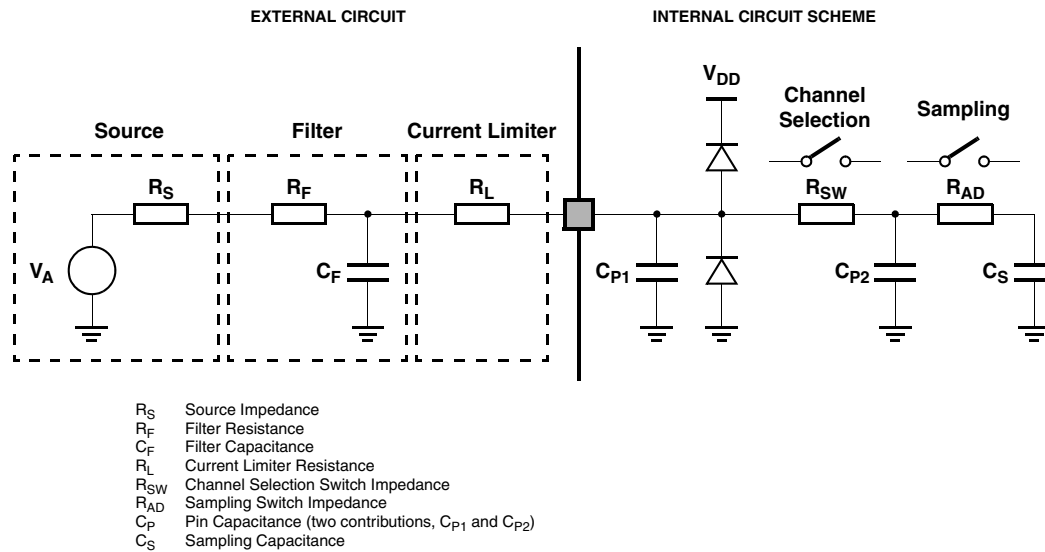 EXTERNAL CIRCUIT
INTERNAL CIRCUIT SCHEME
VDD
Channel
Selection
Sampling
Source
Filter
Current Limiter
RS
RF
RL
RSW
RAD
VA
CF
CP1
CP2
CS
RS Source Impedance
RF Filter Resistance
CF Filter Capacitance
RL Current Limiter Resistance
RSW Channel Selection Switch Impedance
RAD Sampling Switch Impedance
CP Pin Capacitance (two contributions, CP1 and CP2)
CS Sampling Capacitance